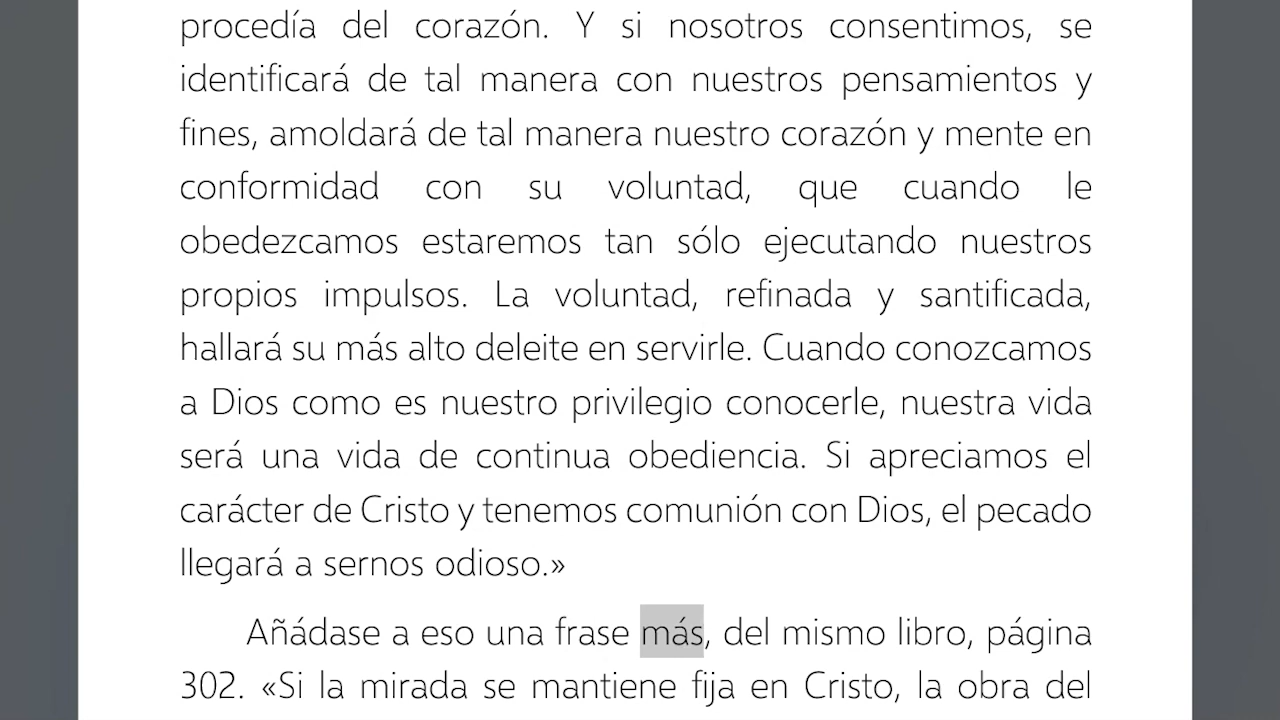 procedía del corazón. Y si nosotros consentimos, se
identificará de tal manera con nuestros pensamientos y
fines, amoldará de tal manera nuestro corazón y mente en
conformidad con su voluntad, que cuando le
obedezcamos estaremos tan sólo ejecutando nuestros
propios impulsos. La voluntad, refinada y santificada,
hallará su más alto deleite en servirle. Cuando conozcamos
a Dios como es nuestro privilegio conocerle, nuestra vida
será una vida de continua obediencia. Si apreciamos el
carácter de Cristo y tenemos comunión con Dios, el pecado
llegará a sernos odioso.»
Añádase a eso una frase más, del mismo libro, página
302. «Si la mirada se mantiene fija en Cristo, la obra del